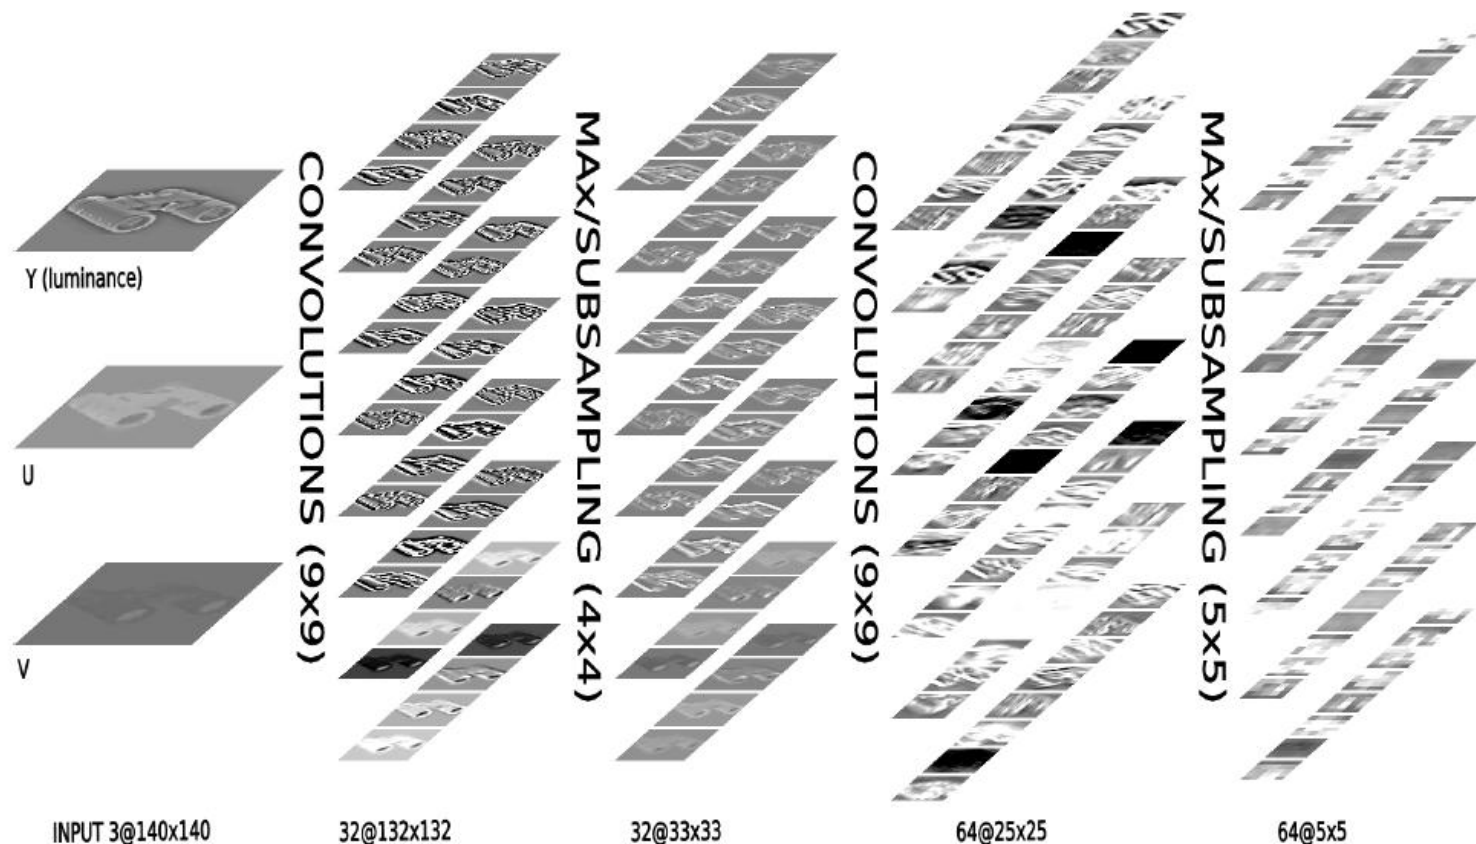 Y (luminance)
U
V
CONVOLUTIONS (9x9)
MAx/SUBSAMPLING (4x4)
CONVOLUTIONS (9x9)
MAx/SUBSAMPLING (5x5)
INPUT 3@140x140
32@132x132
32@33x33
64@25x25
64@5x5